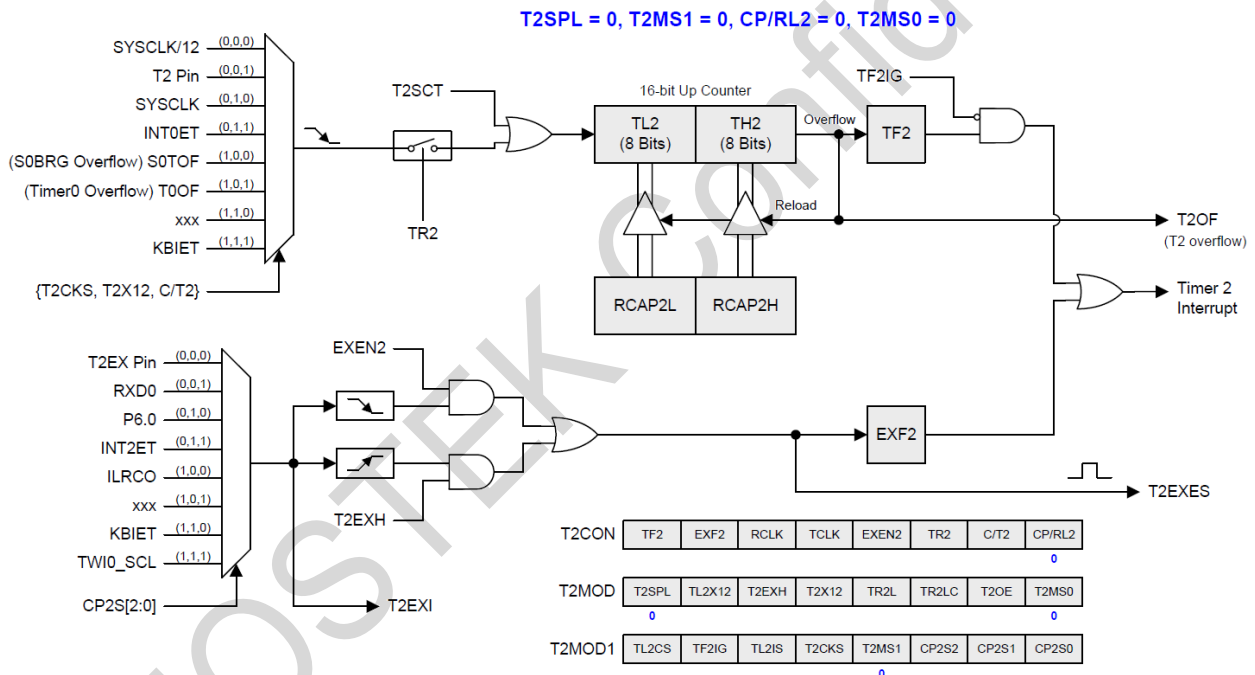 T2SPL = 0, T2MS1 = 0, CP/RL2 = 0, T2MS0 = 0
SYSCLK/12 (0,0,0)
T2 Pin (0,0,1)
SYSCLK (0,1,0)
INT0ET (0,1,1)
(S0BRG Overflow) S0TOF (1,0,0)
(Timer0 Overflow) T0OF (1,0,1)
xxx (1,1,0)
KBIET (1,1,1)
{T2CKS, T2X12, C/T2}
TR2
T2SCT
16-bit Up Counter
TL2
(8 Bits)
TH2
(8 Bits)
Overflow
TF2
TF2IG
Reload
RCAP2L RCAP2H
T2OF
(T2 overflow)
Timer 2
Interrupt
T2EX Pin (0,0,0)
RXD0 (0,0,1)
P6.0 (0,1,0)
INT2ET (0,1,1)
ILRCO (1,0,0)
xxx (1,0,1)
KBIET (1,1,0)
TWI0_SCL (1,1,1)
CP2S[2:0]
EXEN2
T2EXH
T2EXI
EXF2
T2EXES
T2CON TF2 EXF2 RCLK TCLK EXEN2 TR2 C/T2 CP/RL2
0
T2MOD T2SPL TL2X12 T2EXH T2X12 TR2L TR2LC T2OE T2MS0
0 0
T2MOD1 TL2CS TF2IG TL2IS T2CKS T2MS1 CP2S2 CP2S1 CP2S0
0